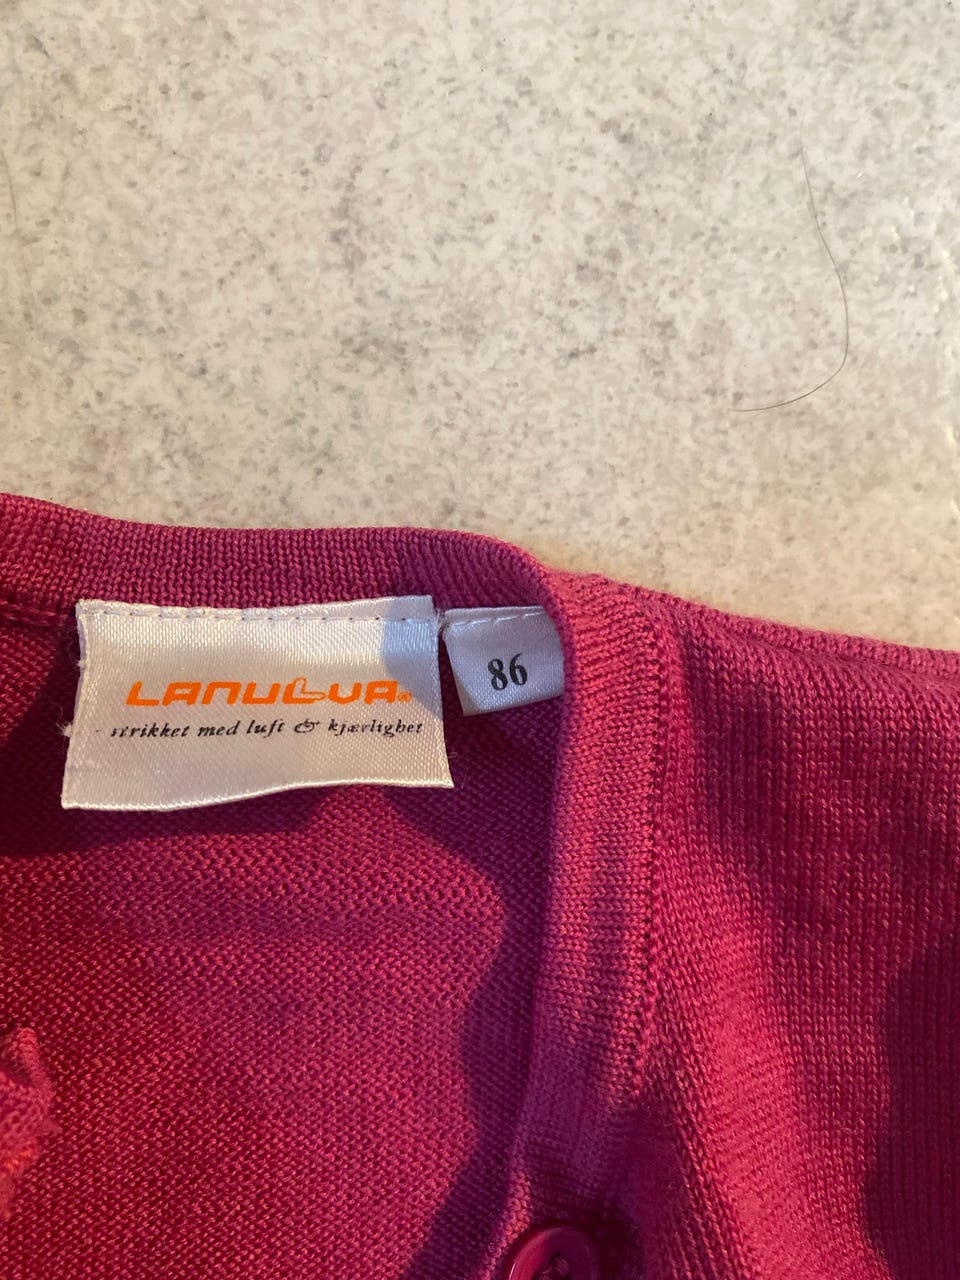 LANULLVA®
- strikket med luft & kjærlighet
86